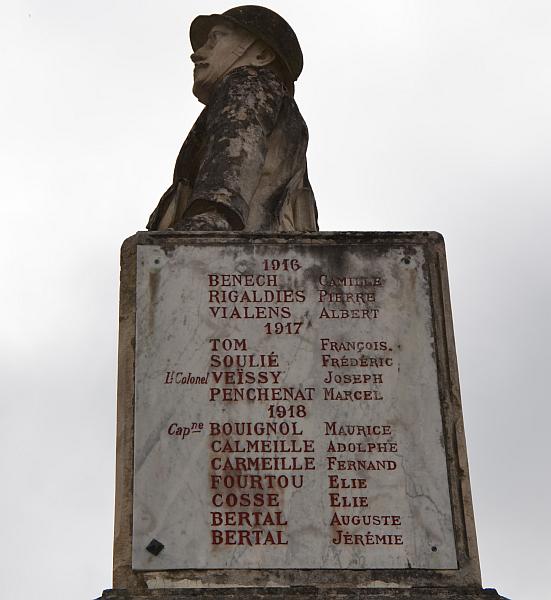 1916
BENECH CAMILLE
RIGALDIES PIERRE
VIALENS ALBERT
1917
TOM FRANÇOIS.
SOULIÉ FRÉDÉRIC
Lt Colonel VEÏSSY JOSEPH
PENCHENAT MARCEL
1918
Capne BOUIGNOL MAURICE
CALMEILLE ADOLPHE
CARMEILLE FERNAND
FOURTOU ELIE
COSSE ELIE
BERTAL AUGUSTE
BERTAL JÉRÉMIE